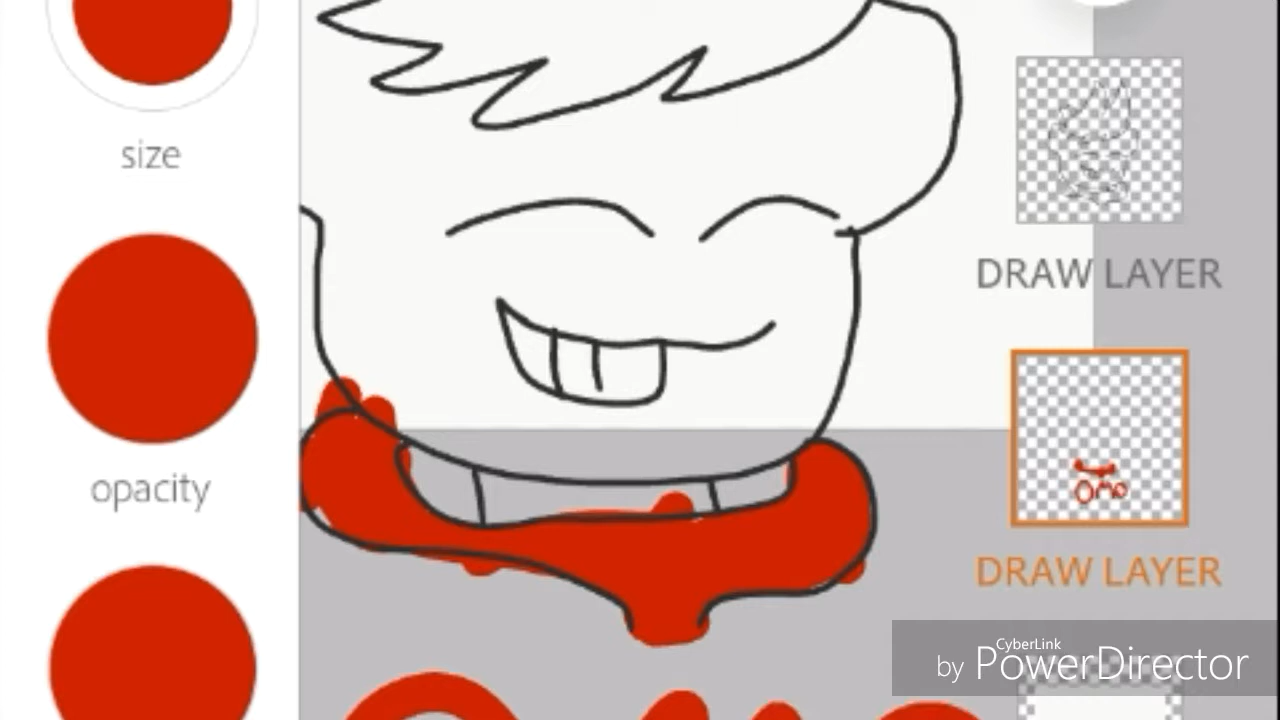 size
DRAW LAYER
opacity
DRAW LAYER
CyberLink
by PowerDirector